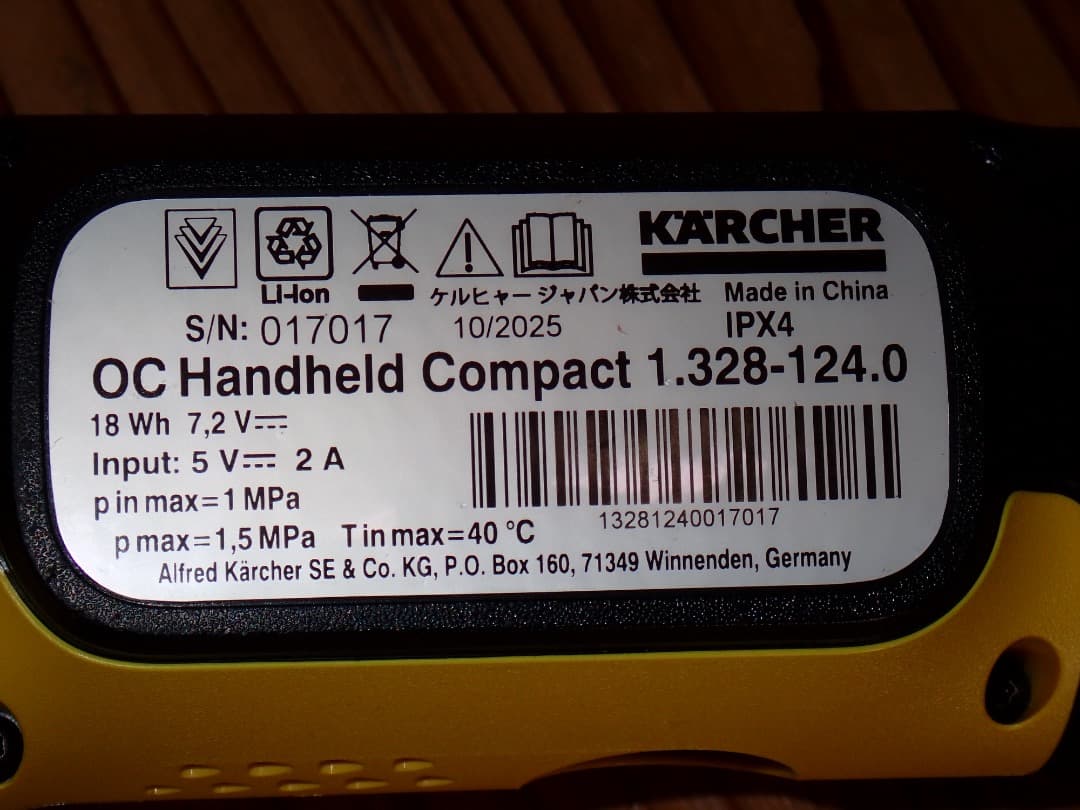 KÄRCHER
Li-Ion
ケルヒャー ジャパン株式会社 Made in China
S/N: 017017 10/2025 IPX4
OC Handheld Compact 1.328-124.0
18 Wh 7,2 V⎓
Input: 5 V⎓ 2 A
p in max=1 MPa
13281240017017
p max=1,5 MPa T in max=40 °C
Alfred Kärcher SE & Co. KG, P.O. Box 160, 71349 Winnenden, Germany